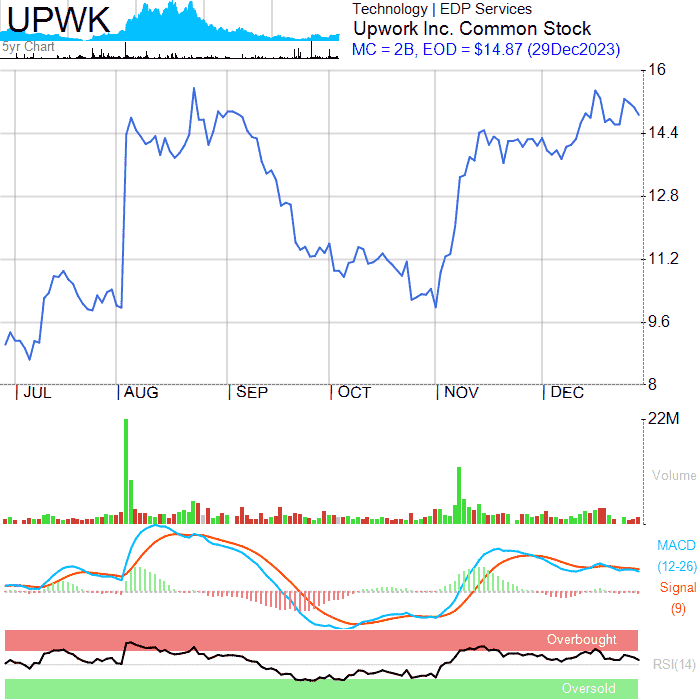 UPWK
5yr Chart
Technology | EDP Services
Upwork Inc. Common Stock
MC = 2B, EOD = $14.87 (29Dec2023)
16
14.4
12.8
11.2
9.6
8
JUL
AUG
SEP
OCT
NOV
DEC
22M
Volume
MACD
(12-26)
Signal
(9)
Overbought
RSI(14)
Oversold